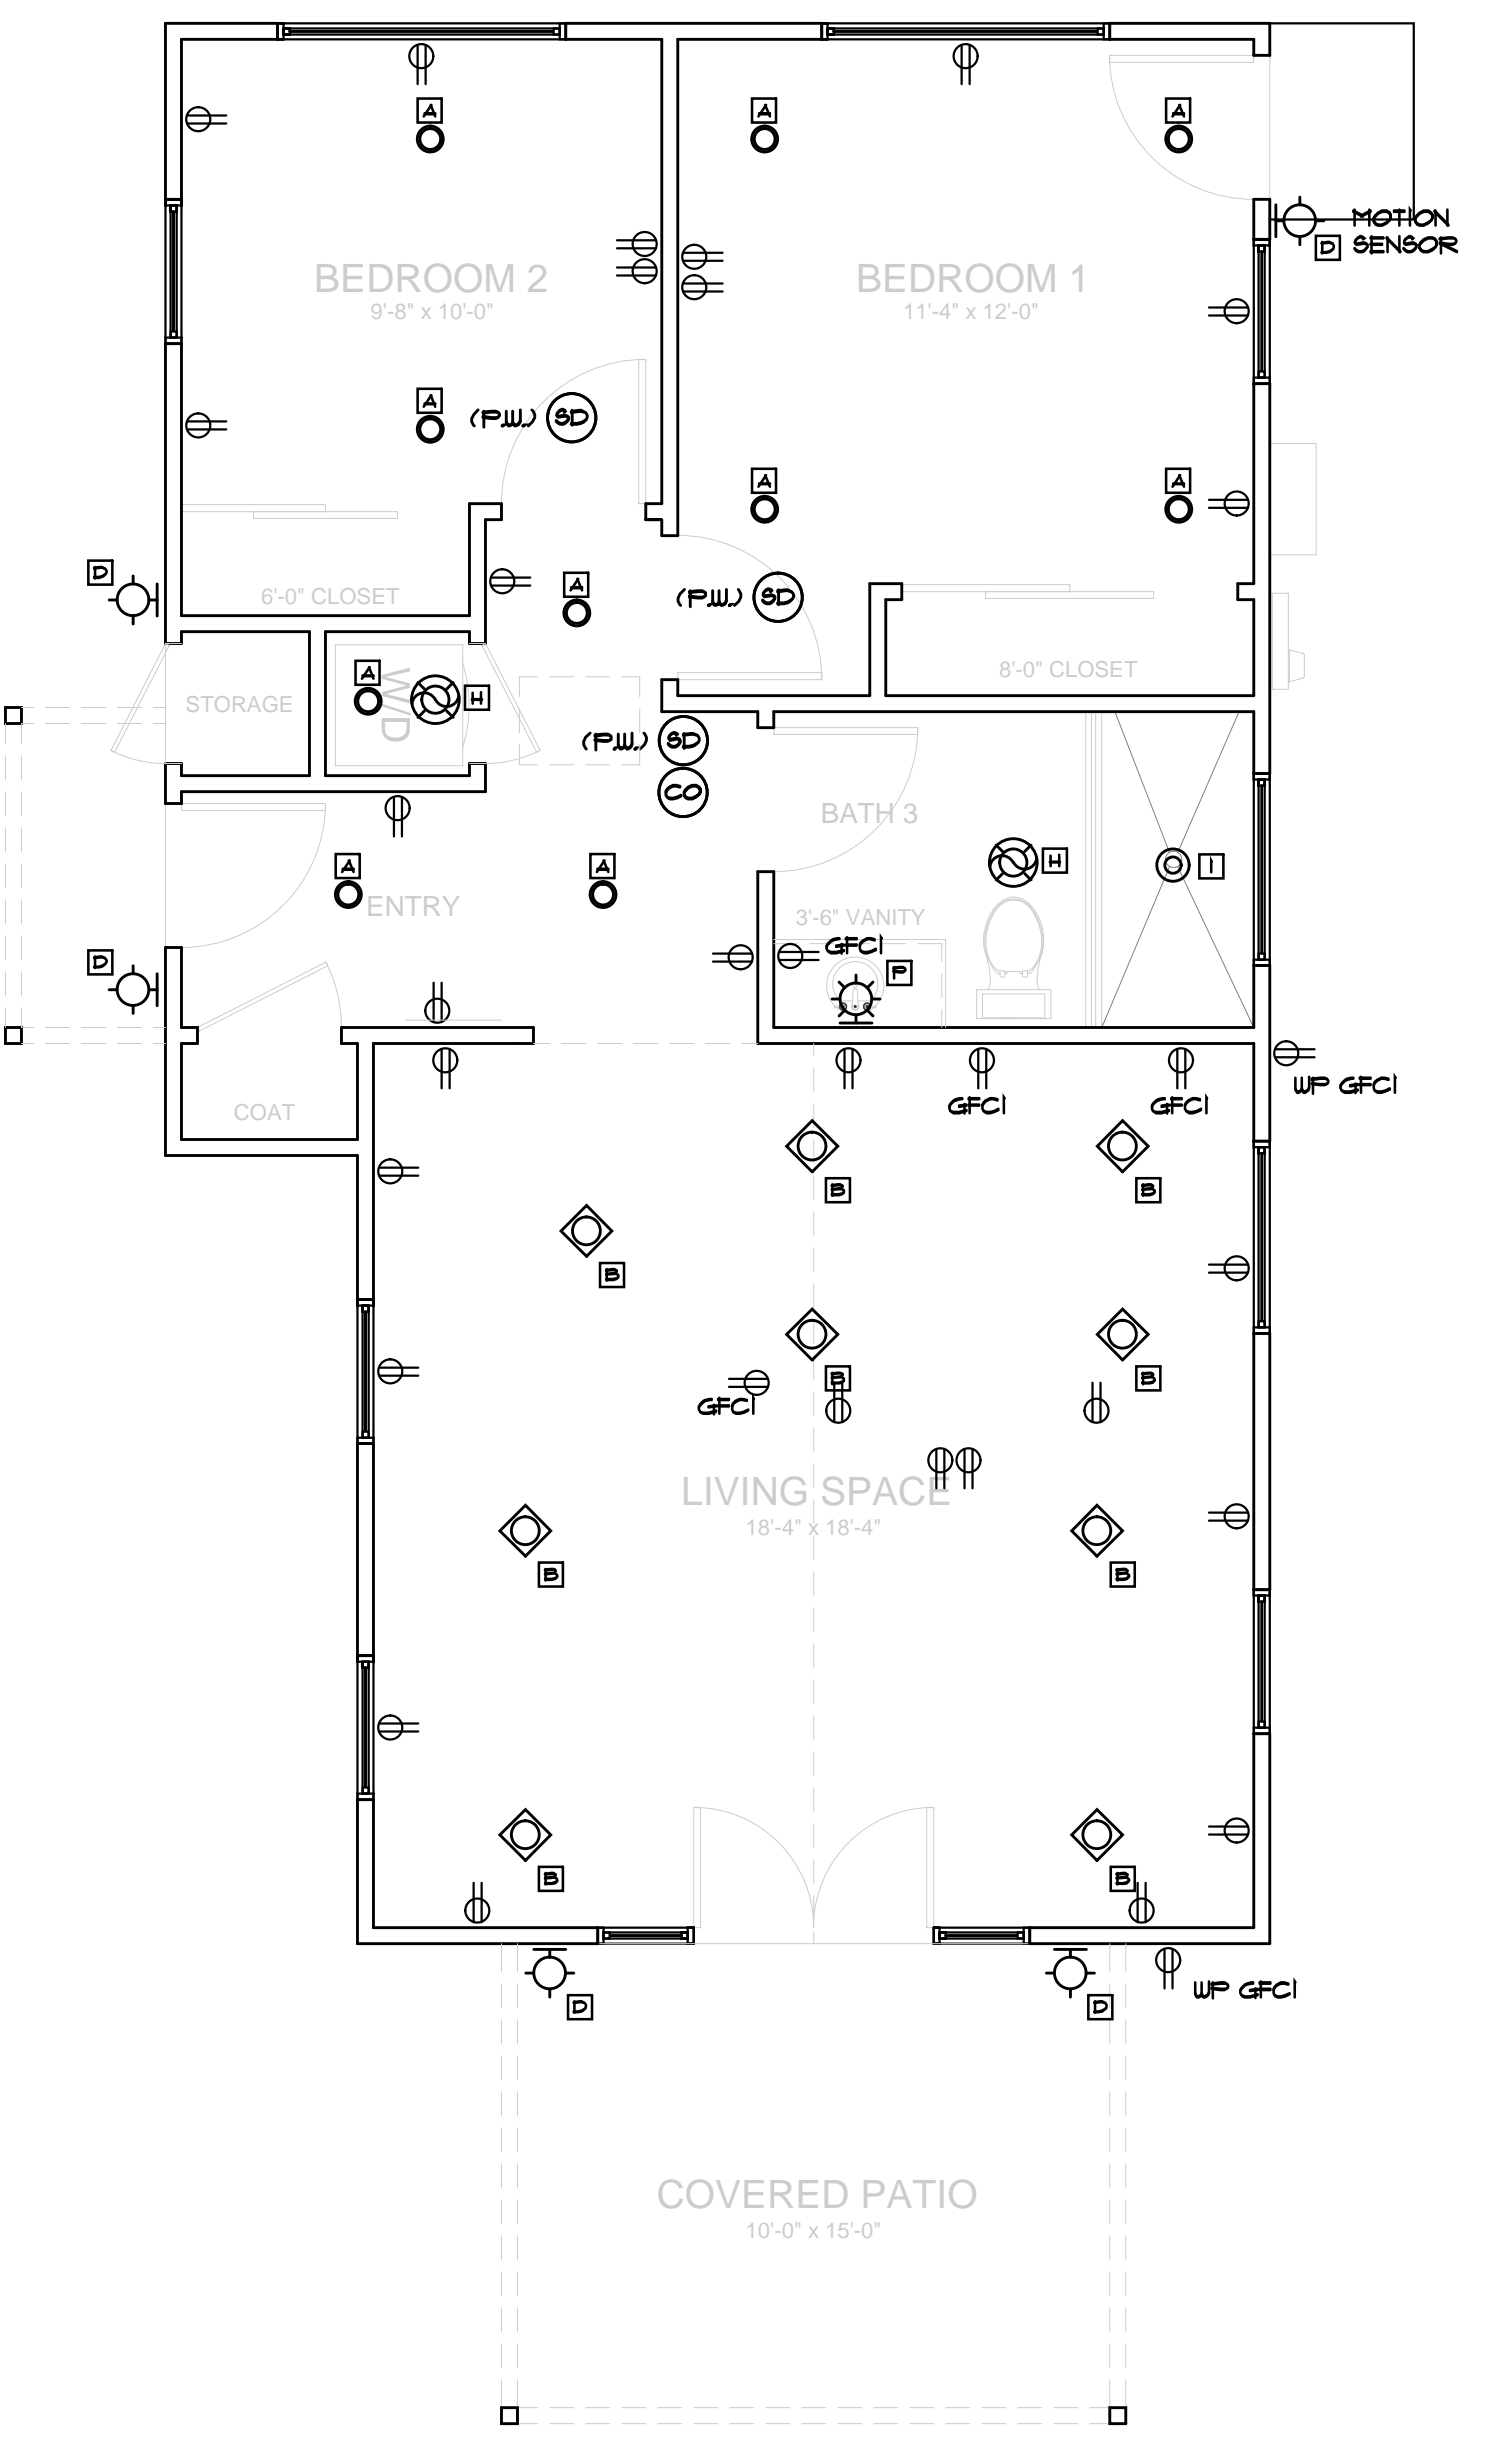 A
A
A
MOTION
D SENSOR
BEDROOM 2
9'-8" x 10'-0"
BEDROOM 1
11'-4" x 12'-0"
A
(P.W.) SD
A
A
D
6'-0" CLOSET
A
(P.W.) SD
8'-0" CLOSET
STORAGE
A
W/D
H
(P.W.) SD
CO
BATH 3
A
A
H
I
ENTRY
3'-6" VANITY
GFCI
D
P
COAT
GFCI
GFCI
WP GFCI
B
B
B
B
B
GFCI
LIVING SPACE
18'-4" x 18'-4"
B
B
B
B
D
D
WP GFCI
COVERED PATIO
10'-0" x 15'-0"